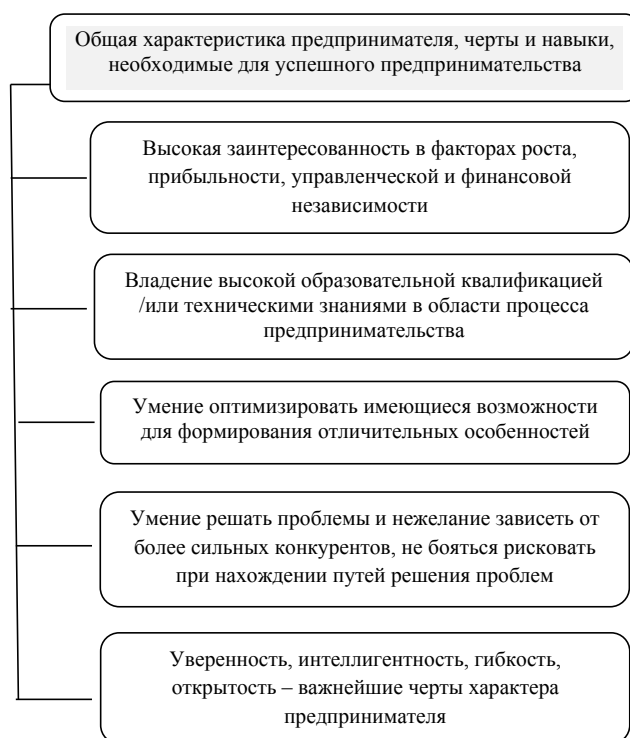 Общая характеристика предпринимателя, черты и навыки,
необходимые для успешного предпринимательства
Высокая заинтересованность в факторах роста,
прибыльности, управленческой и финансовой
независимости
Владение высокой образовательной квалификацией
/или техническими знаниями в области процесса
предпринимательства
Умение оптимизировать имеющиеся возможности
для формирования отличительных особенностей
Умение решать проблемы и нежелание зависеть от
более сильных конкурентов, не бояться рисковать
при нахождении путей решения проблем
Уверенность, интеллигентность, гибкость,
открытость – важнейшие черты характера
предпринимателя